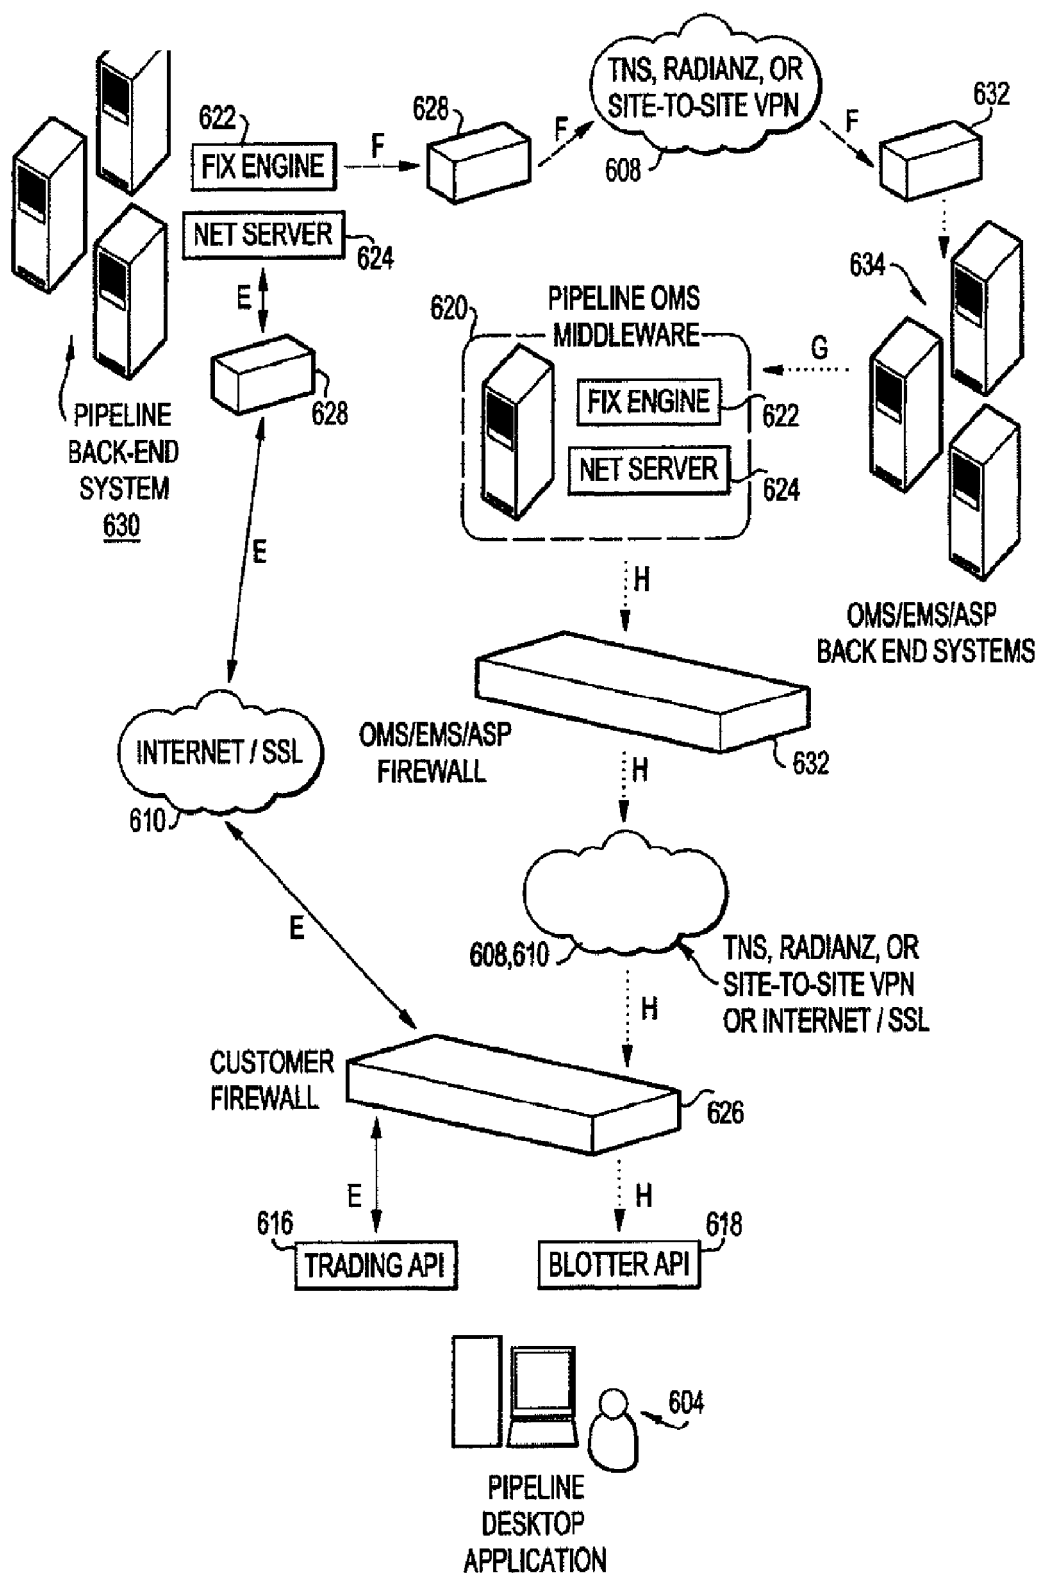 TNS, RADIANZ, OR
SITE-TO-SITE VPN
608
622
FIX ENGINE
F
628
F
F
632
NET SERVER
624
E
628
PIPELINE
BACK-END
SYSTEM
630
634
620
PIPELINE OMS
MIDDLEWARE
G
FIX ENGINE
622
NET SERVER
624
OMS/EMS/ASP
BACK END SYSTEMS
E
H
INTERNET / SSL
610
OMS/EMS/ASP
FIREWALL
632
H
E
608,610
TNS, RADIANZ, OR
SITE-TO-SITE VPN
OR INTERNET / SSL
H
CUSTOMER
FIREWALL
626
E
H
616
TRADING API
618
BLOTTER API
604
PIPELINE
DESKTOP
APPLICATION